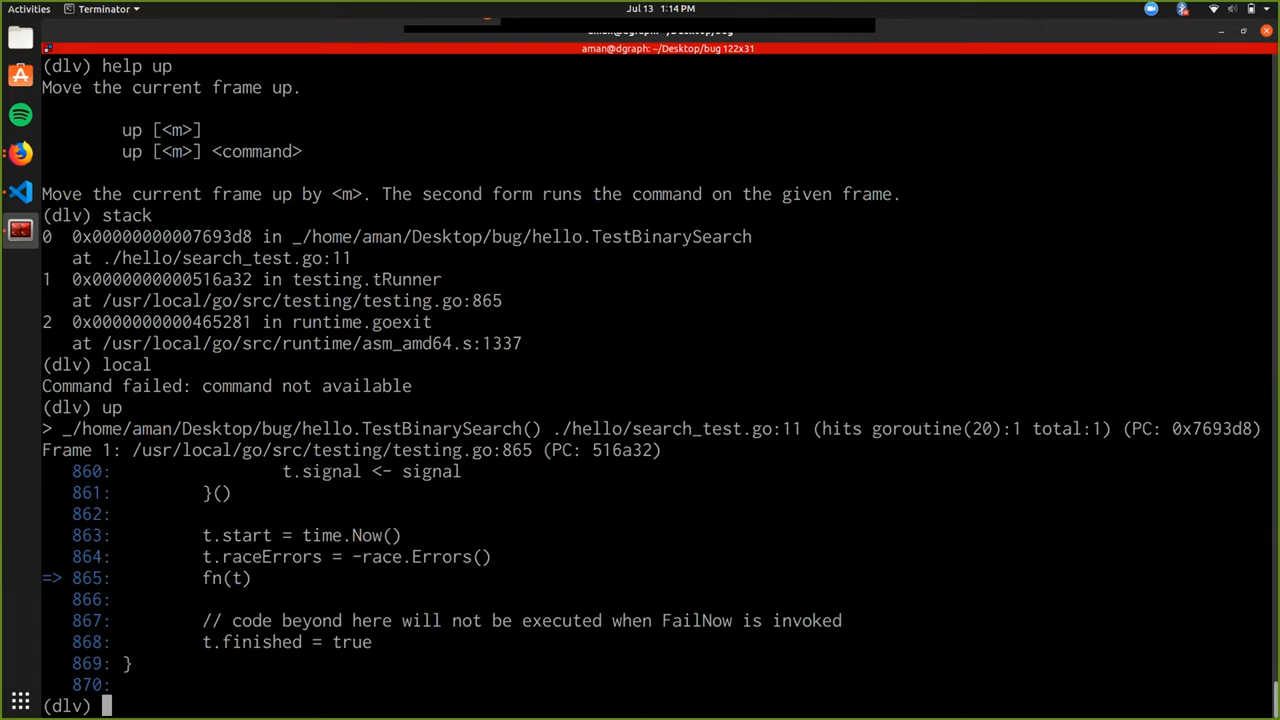 Activities Terminator Jul 13 1:14 PM
aman@dgraph: ~/Desktop/bug
aman@dgraph: ~/Desktop/bug 122x31
(dlv) help up
Move the current frame up.
up [<m>]
up [<m>] <command>
Move the current frame up by <m>. The second form runs the command on the given frame.
(dlv) stack
0 0x00000000007693d8 in _/home/aman/Desktop/bug/hello.TestBinarySearch
at ./hello/search_test.go:11
1 0x0000000000516a32 in testing.tRunner
at /usr/local/go/src/testing/testing.go:865
2 0x0000000000465281 in runtime.goexit
at /usr/local/go/src/runtime/asm_amd64.s:1337
(dlv) local
Command failed: command not available
(dlv) up
> _/home/aman/Desktop/bug/hello.TestBinarySearch() ./hello/search_test.go:11 (hits goroutine(20):1 total:1) (PC: 0x7693d8)
Frame 1: /usr/local/go/src/testing/testing.go:865 (PC: 516a32)
860: t.signal <- signal
861: }()
862:
863: t.start = time.Now()
864: t.raceErrors = -race.Errors()
=> 865: fn(t)
866:
867: // code beyond here will not be executed when FailNow is invoked
868: t.finished = true
869: }
870:
(dlv)